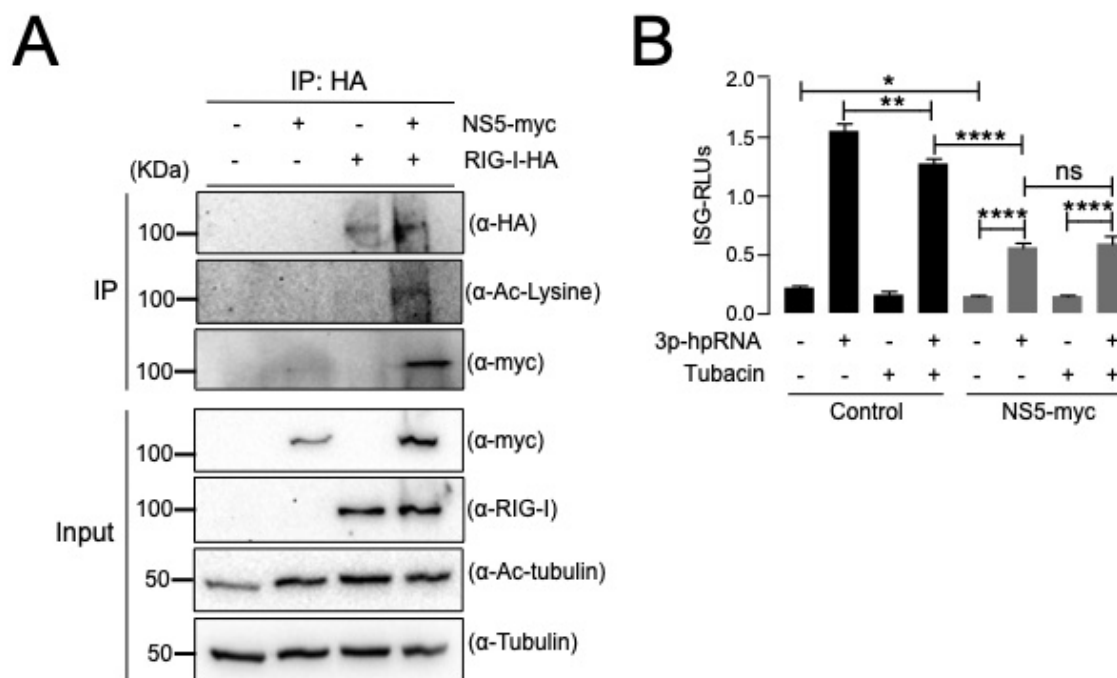 A
IP: HA
- + - + NS5-myc
- - + + RIG-I-HA
(KDa)
IP
100 (α-HA)
100 (α-Ac-Lysine)
100 (α-myc)
Input
100 (α-myc)
100 (α-RIG-I)
50 (α-Ac-tubulin)
50 (α-Tubulin)
B
ISG-RLUs
2.0
1.5
1.0
0.5
0.0
*
**
****
ns
**** ****
3p-hpRNA - + - + - + - +
Tubacin - - + + - - + +
Control NS5-myc